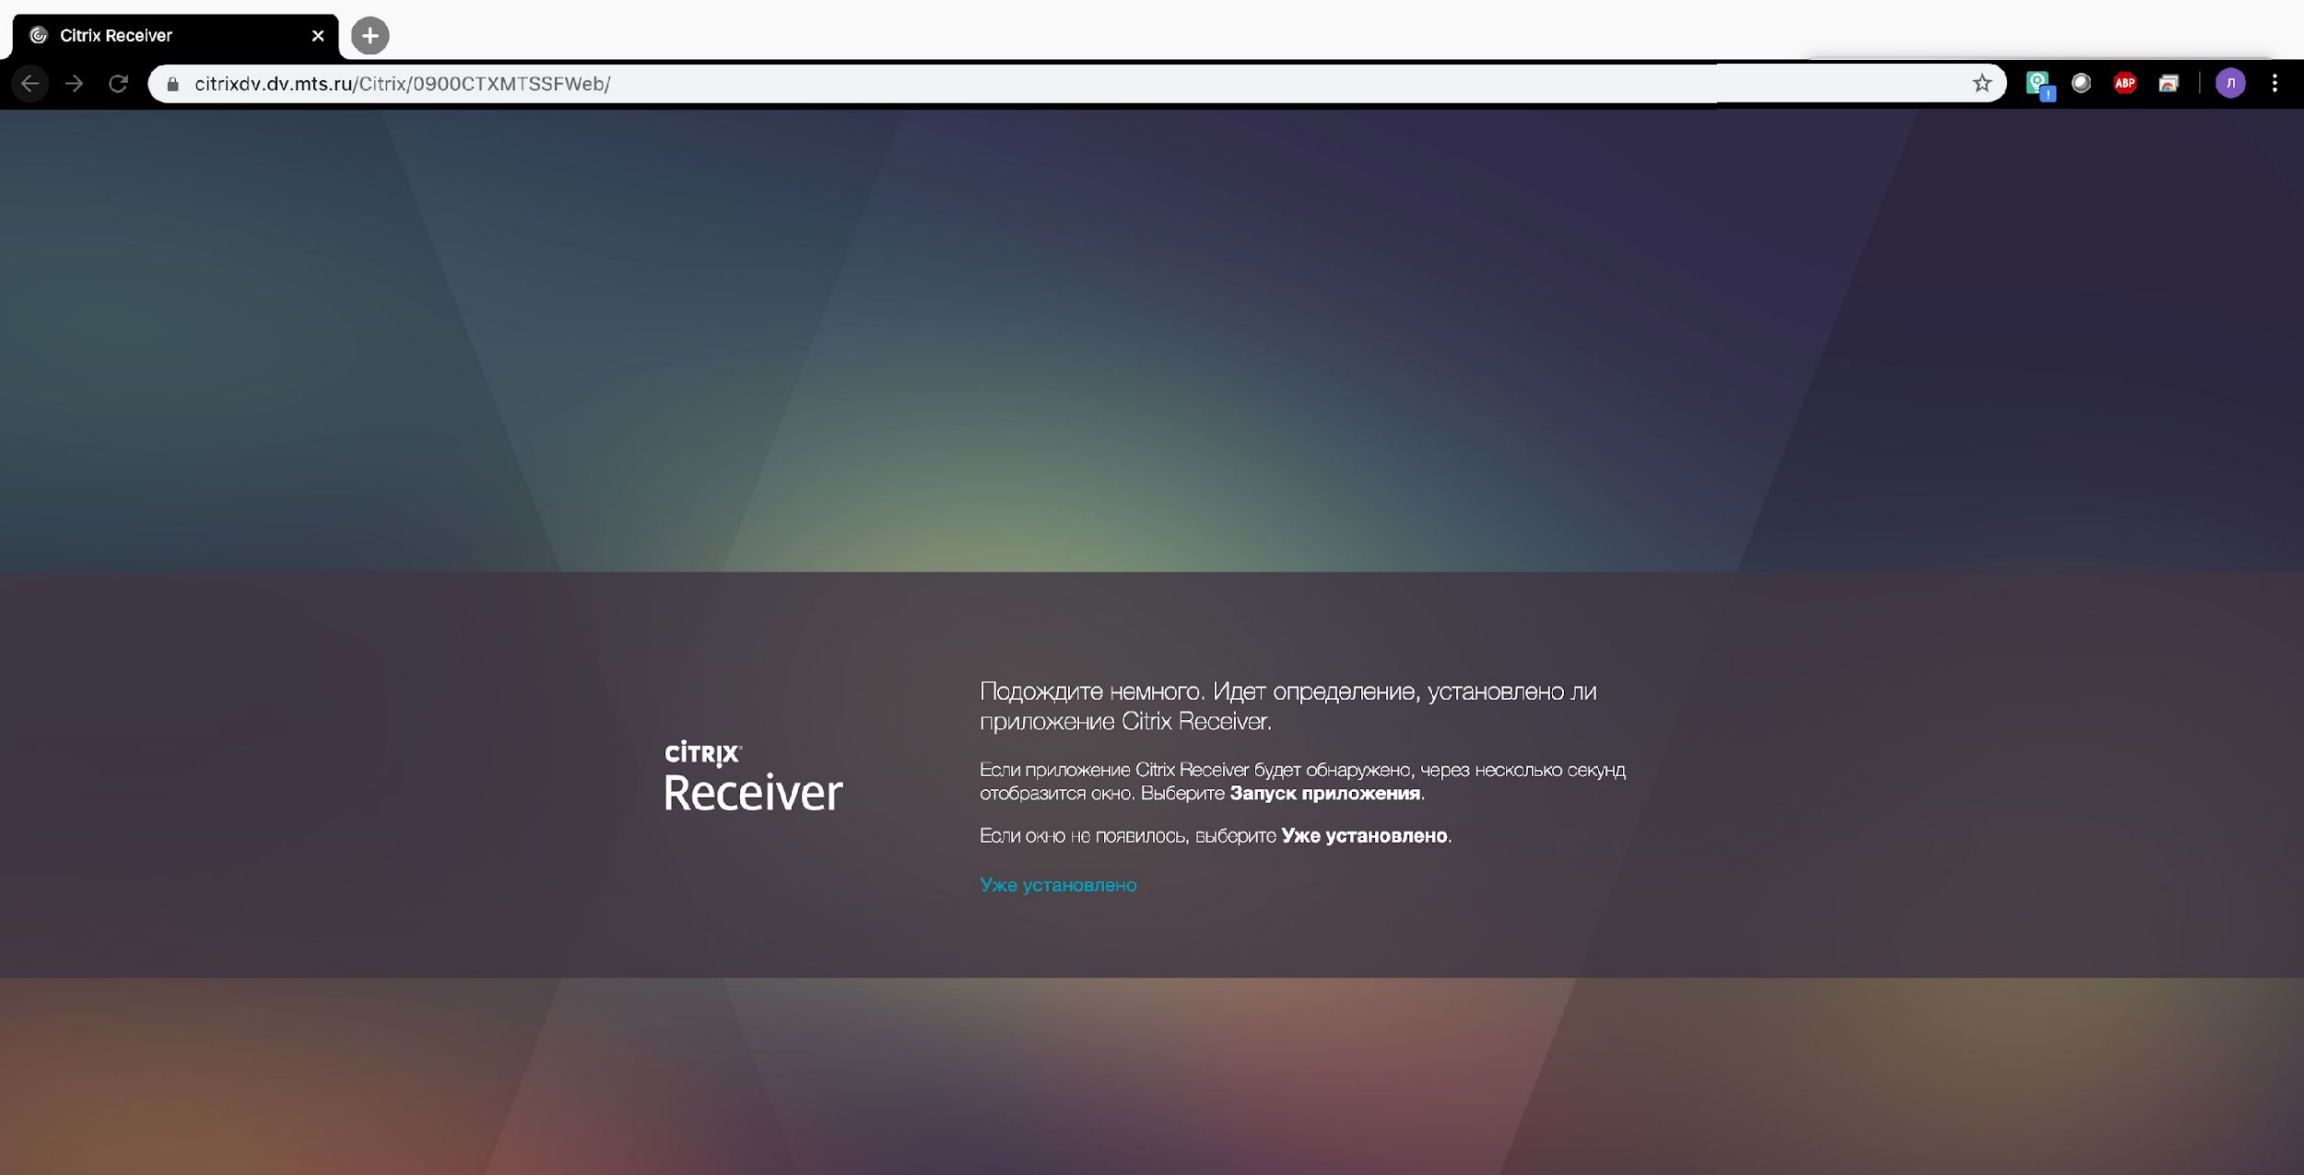 Citrix Receiver
citrixdv.dv.mts.ru/Citrix/0900CTXMTSSFWeb/
ABP
Л
Подождите немного. Идет определение, установлено ли
приложение Citrix Receiver.
CİTRIX
Receiver
Если приложение Citrix Receiver будет обнаружено, через несколько секунд
отобразится окно. Выберите Запуск приложения.
Если окно не появилось, выберите Уже установлено.
Уже установлено